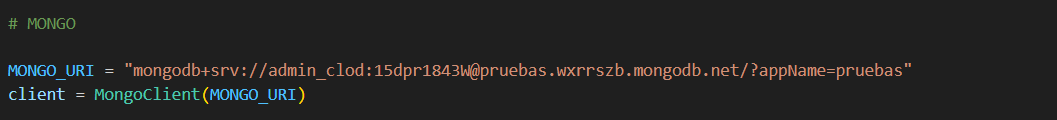 # MONGO
MONGO_URI = "mongodb+srv://admin_clod:15dpr1843W@pruebas.wxrrszb.mongodb.net/?appName=pruebas"
client = MongoClient(MONGO_URI)